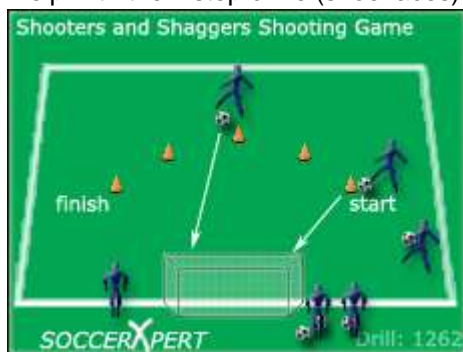 Shooters and Shaggers Shooting Game
finish
start
SOCCERXPERT
Drill: 1262